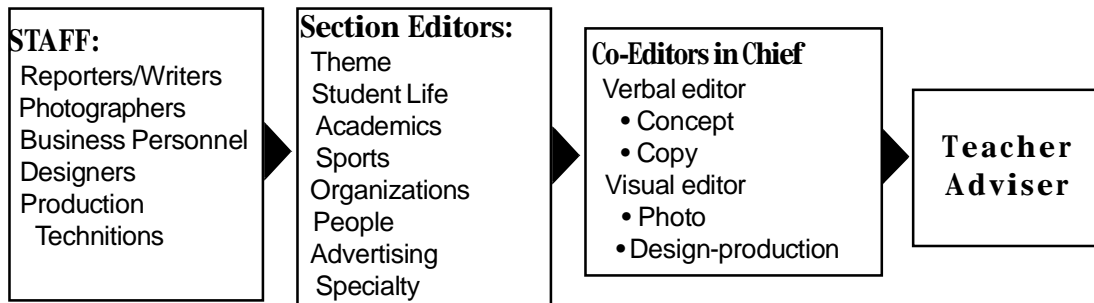 STAFF:
Reporters/Writers
Photographers
Business Personnel
Designers
Production
Technitions
Section Editors:
Theme
Student Life
Academics
Sports
Organizations
People
Advertising
Specialty
Co-Editors in Chief
Verbal editor
• Concept
• Copy
Visual editor
• Photo
• Design-production
Teacher
Adviser